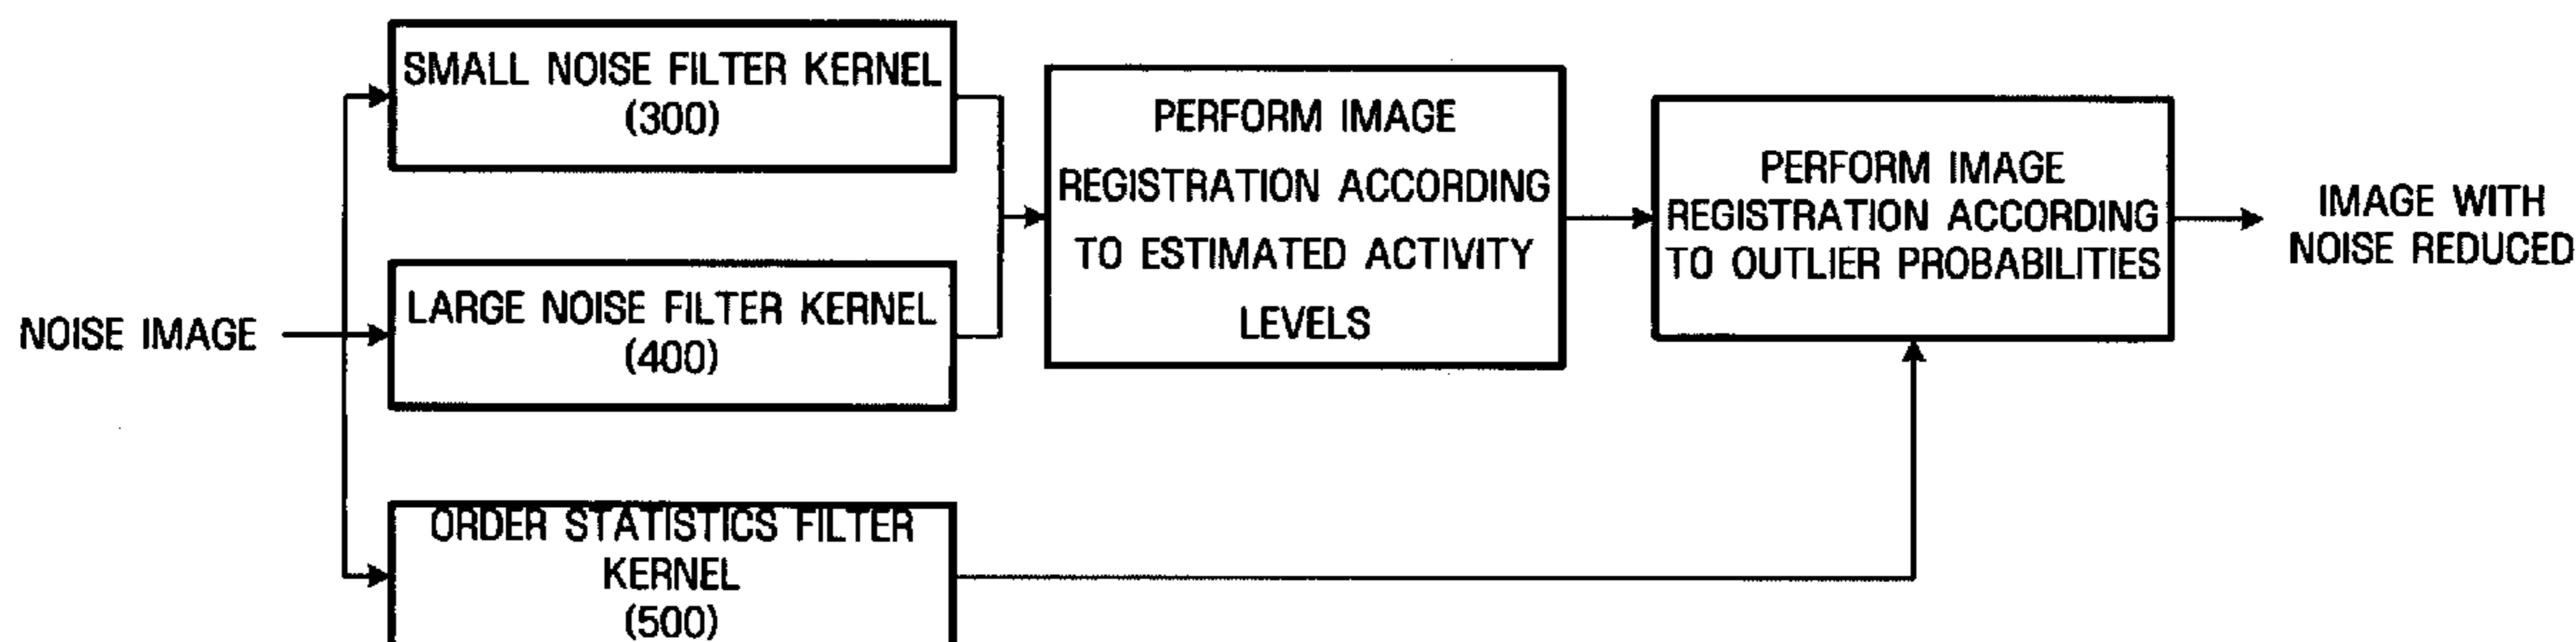 NOISE IMAGE
SMALL NOISE FILTER KERNEL
(300)
LARGE NOISE FILTER KERNEL
(400)
ORDER STATISTICS FILTER
KERNEL
(500)
PERFORM IMAGE
REGISTRATION ACCORDING
TO ESTIMATED ACTIVITY
LEVELS
PERFORM IMAGE
REGISTRATION ACCORDING
TO OUTLIER PROBABILITIES
IMAGE WITH
NOISE REDUCED